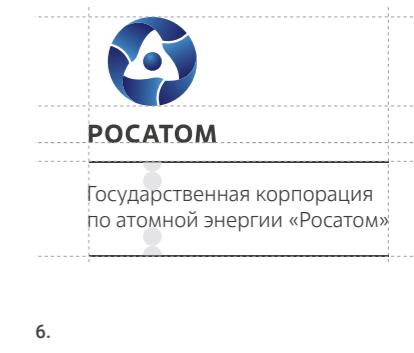 РОСАТОМ
Государственная корпорация
по атомной энергии «Росатом»
6.